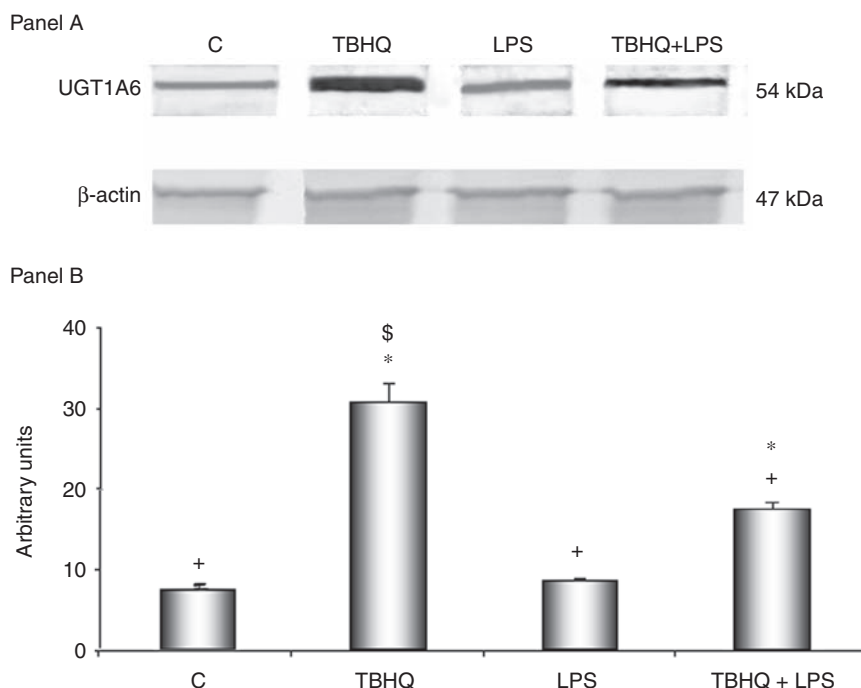 Panel A
C TBHQ LPS TBHQ+LPS
UGT1A6 54 kDa
β-actin 47 kDa
Panel B
Arbitrary units
40
30
20
10
0
$
*
+
+
*
+
C TBHQ LPS TBHQ + LPS